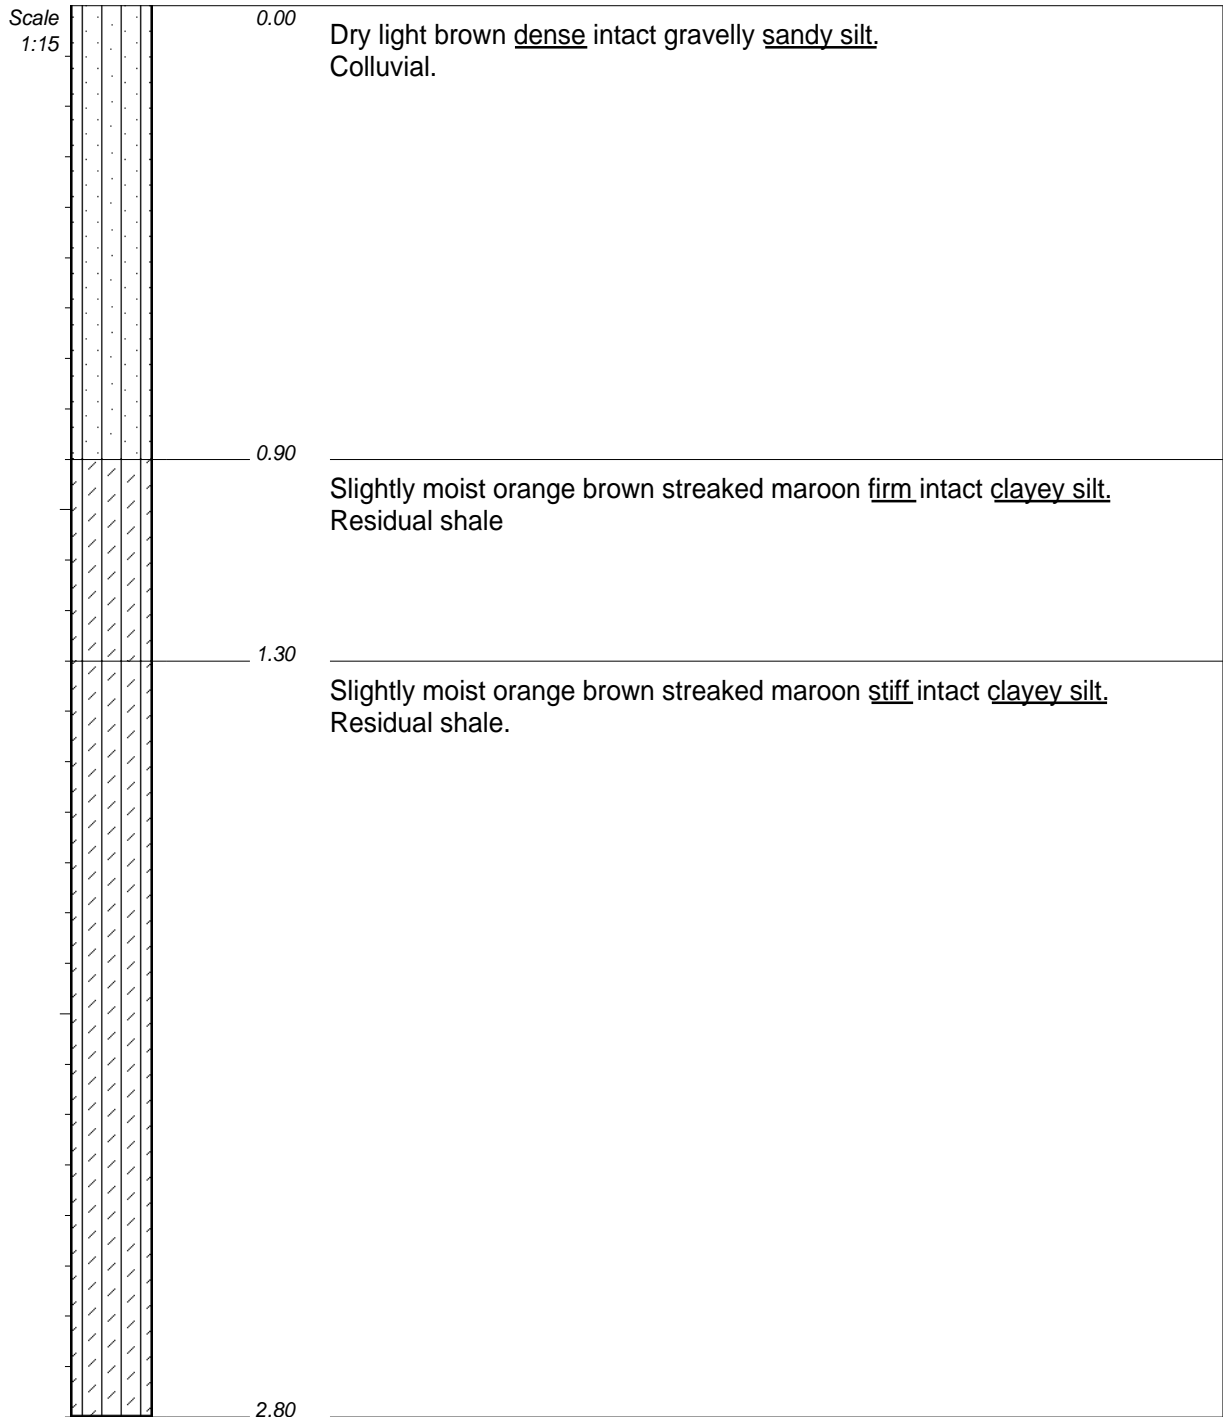 Scale
1:15
0.00
Dry light brown dense intact gravelly sandy silt.
Colluvial.
0.90
Slightly moist orange brown streaked maroon firm intact clayey silt.
Residual shale
1.30
Slightly moist orange brown streaked maroon stiff intact clayey silt.
Residual shale.
2.80